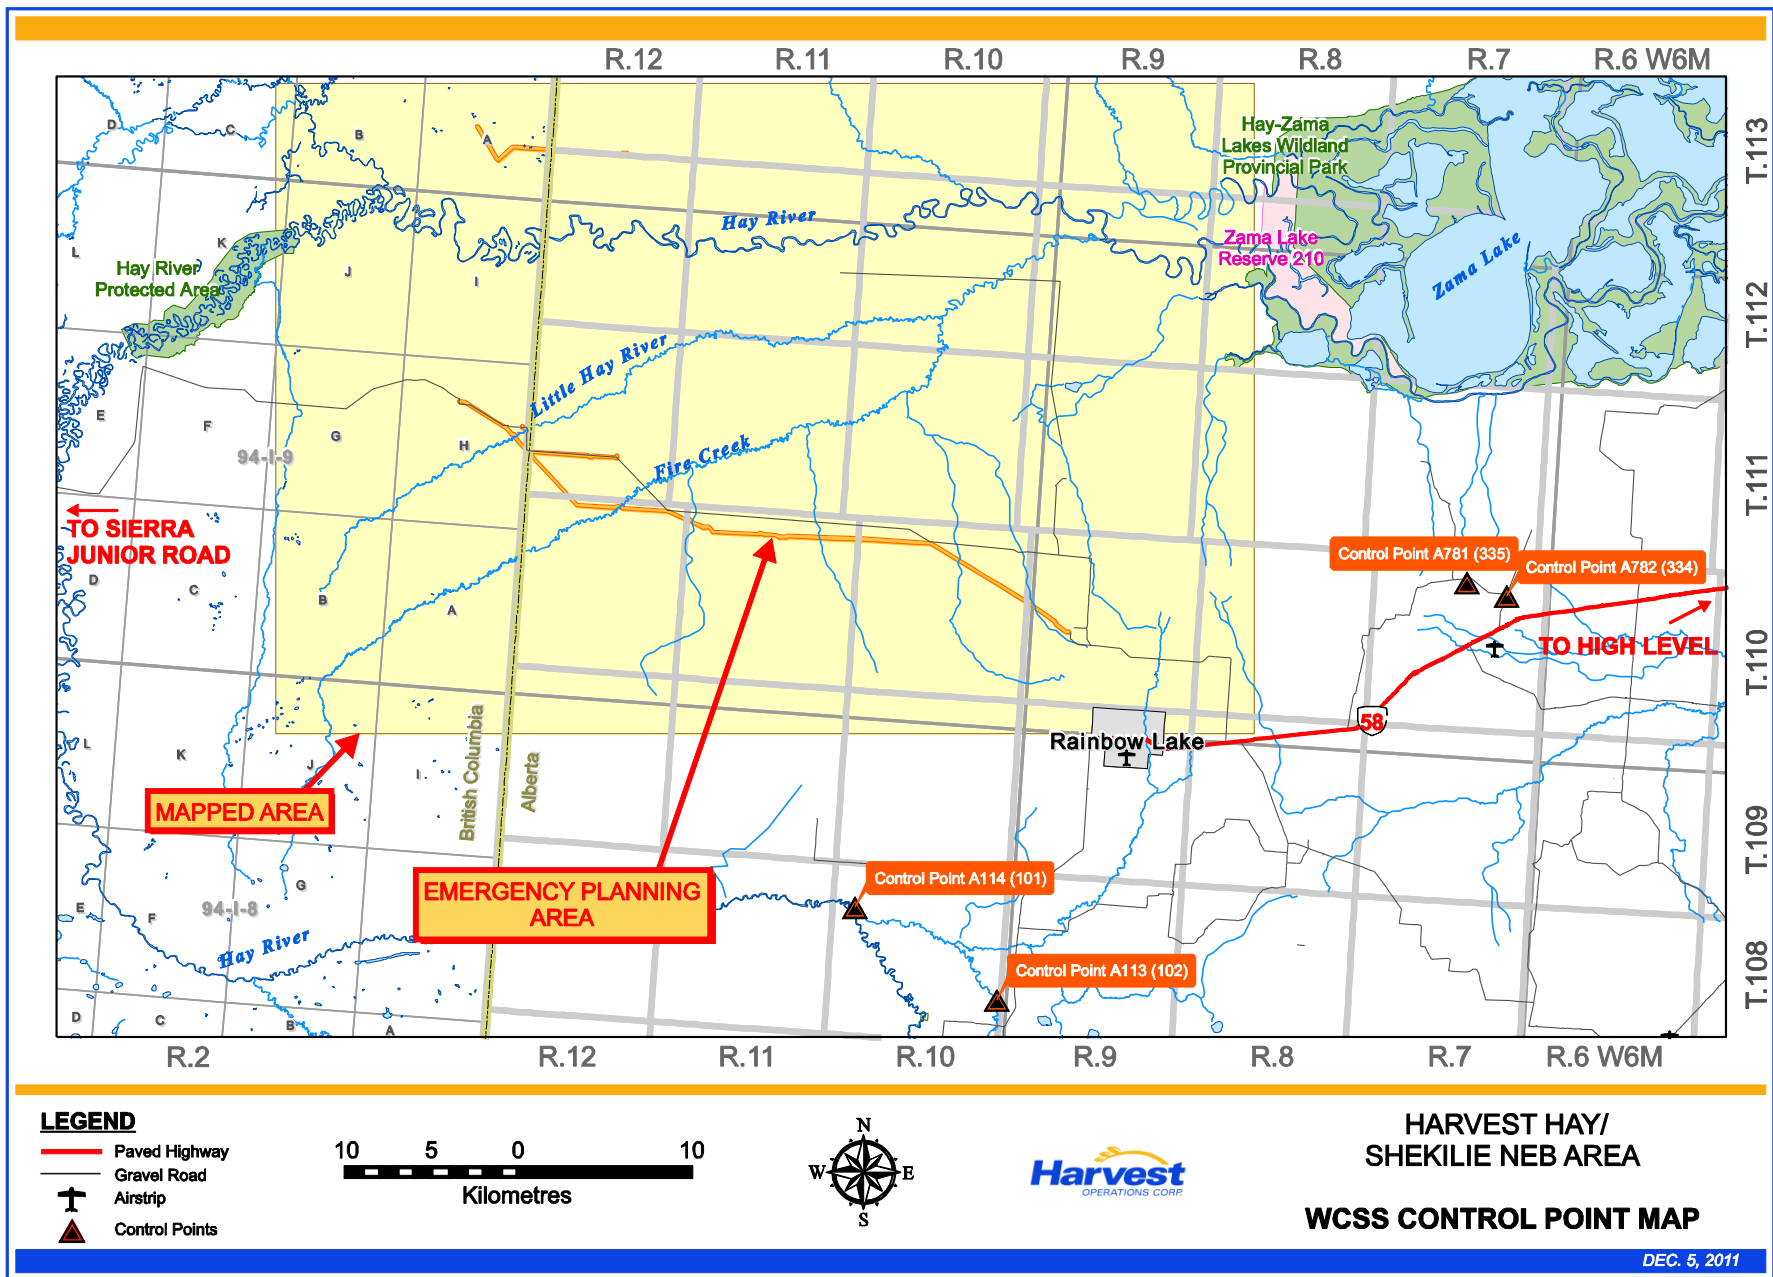 R.12 R.11 R.10 R.9 R.8 R.7 R.6 W6M
D C B A
Hay-Zama
Lakes Wildland
Provincial Park
T.113
Hay River
L K J I
Hay River
Protected Area
Zama Lake
Reserve 210
Zama Lake
T.112
Little Hay River
E F G H
94-I-9
Fire Creek
T.111
TO SIERRA
JUNIOR ROAD
Control Point A781 (335)
Control Point A782 (334)
D C B A
TO HIGH LEVEL
T.110
58
Rainbow Lake
L K J I
British Columbia
Alberta
MAPPED AREA
T.109
EMERGENCY PLANNING
AREA
Control Point A114 (101)
E F G
94-I-8
Hay River
Control Point A113 (102)
T.108
D C B A
R.2 R.12 R.11 R.10 R.9 R.8 R.7 R.6 W6M
LEGEND
Paved Highway
Gravel Road
Airstrip
Control Points
10 5 0 10
Kilometres
N
W E
S
Harvest
OPERATIONS CORP.
HARVEST HAY/
SHEKILIE NEB AREA
WCSS CONTROL POINT MAP
DEC. 5, 2011